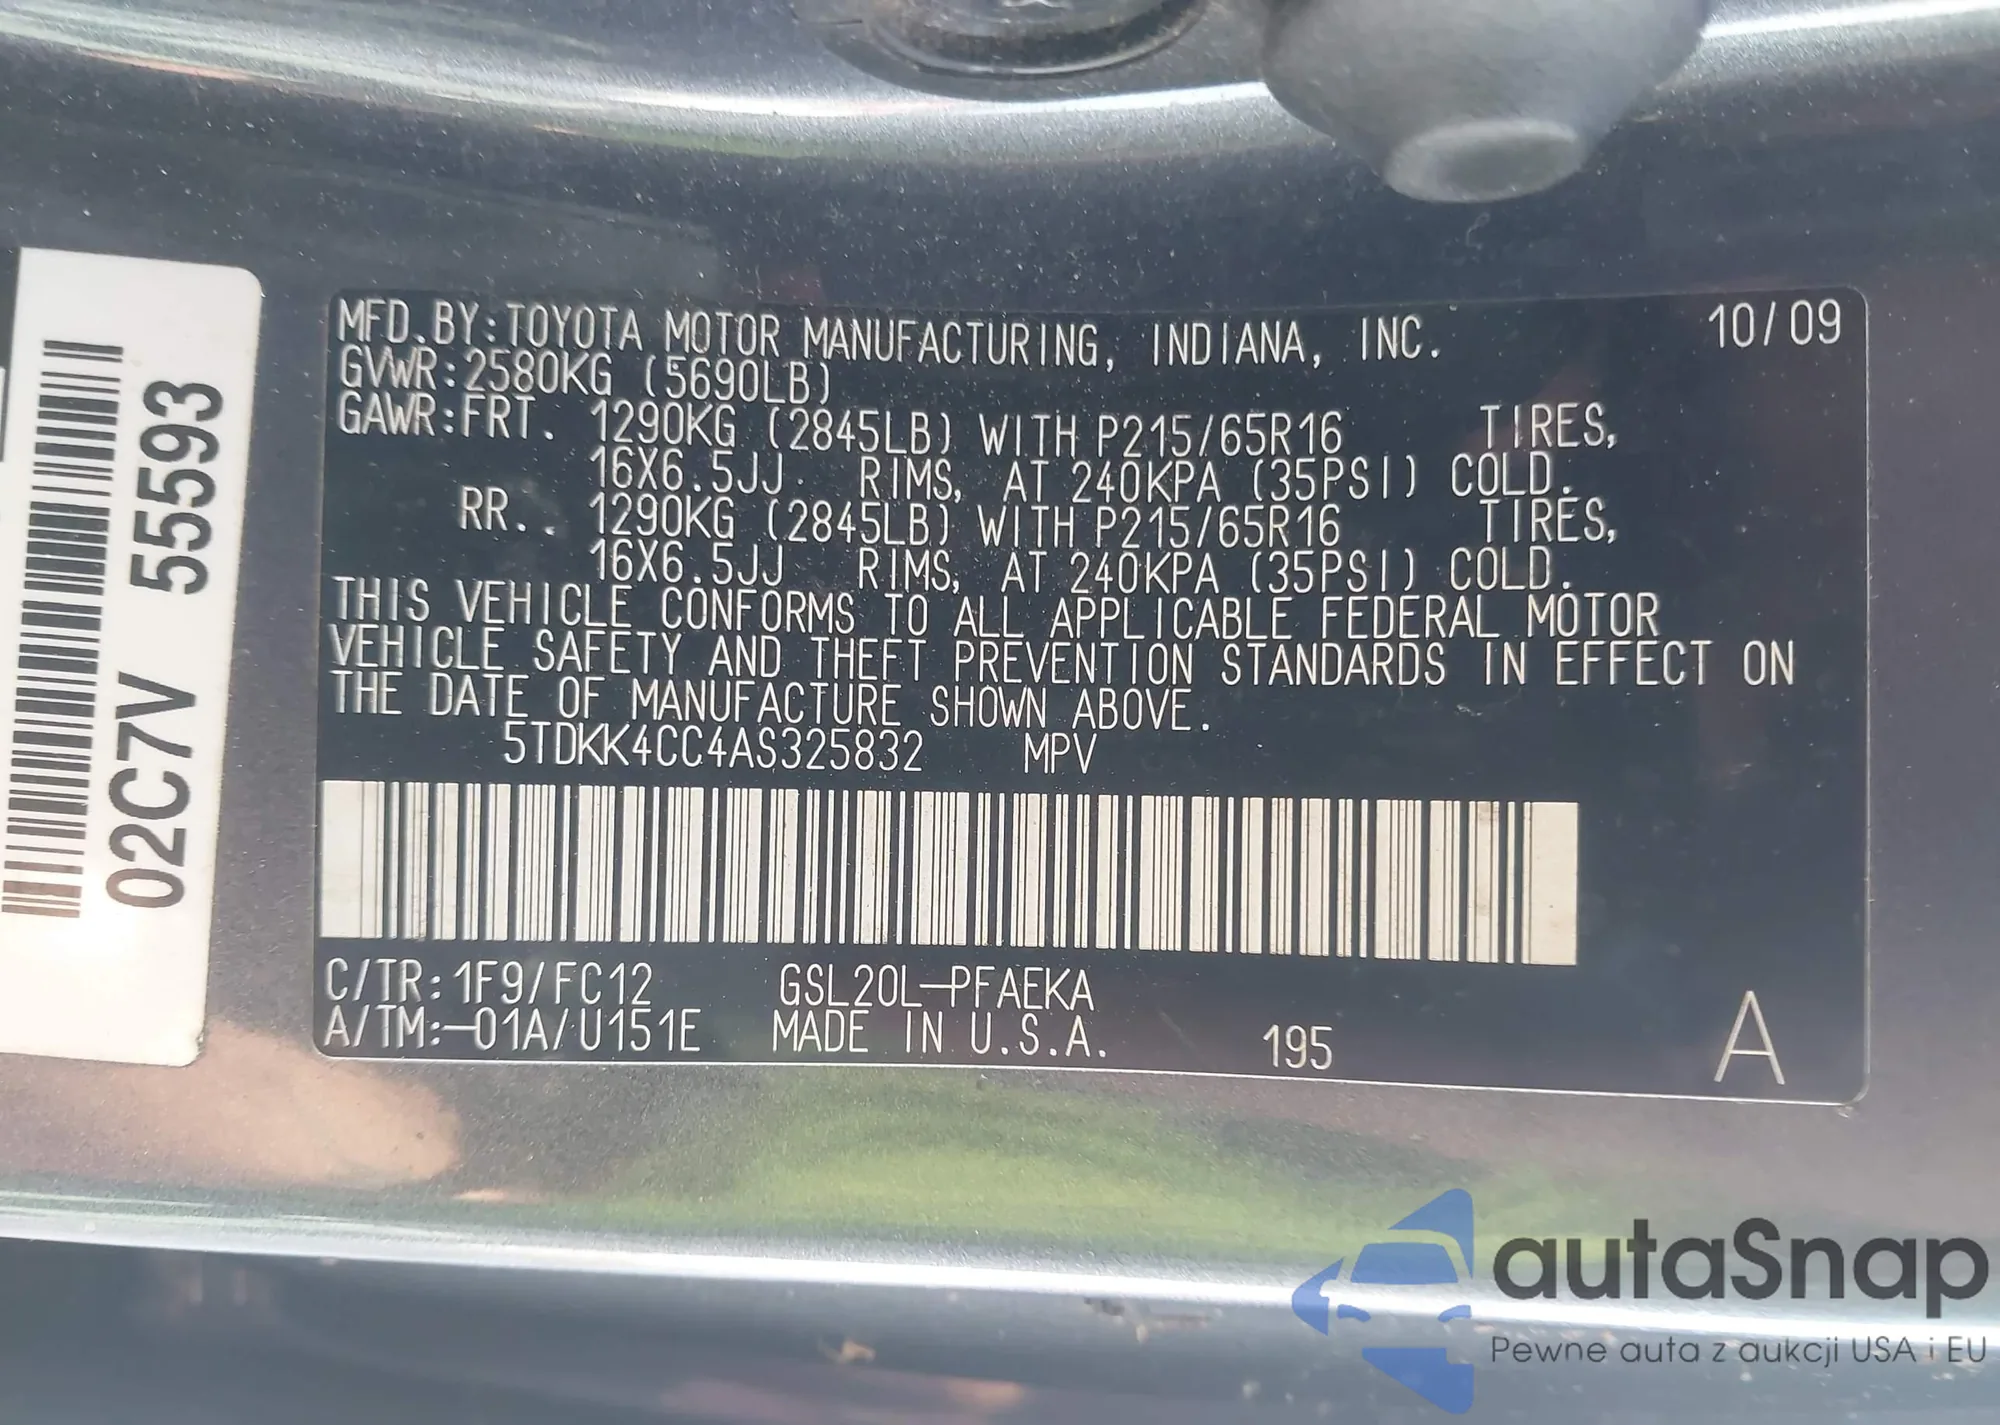 02C7V 55593
MFD.BY:TOYOTA MOTOR MANUFACTURING, INDIANA, INC. 10/09
GVWR:2580KG (5690LB)
GAWR:FRT. 1290KG (2845LB) WITH P215/65R16 TIRES,
16X6.5JJ RIMS, AT 240KPA (35PSI) COLD.
RR. 1290KG (2845LB) WITH P215/65R16 TIRES,
16X6.5JJ RIMS, AT 240KPA (35PSI) COLD.
THIS VEHICLE CONFORMS TO ALL APPLICABLE FEDERAL MOTOR
VEHICLE SAFETY AND THEFT PREVENTION STANDARDS IN EFFECT ON
THE DATE OF MANUFACTURE SHOWN ABOVE.
5TDKK4CC4AS325832 MPV
C/TR:1F9/FC12 GSL20L-PFAEKA
A/TM:-01A/U151E MADE IN U.S.A. 195 A
autaSnap
Pewne auta z aukcji USA i EU